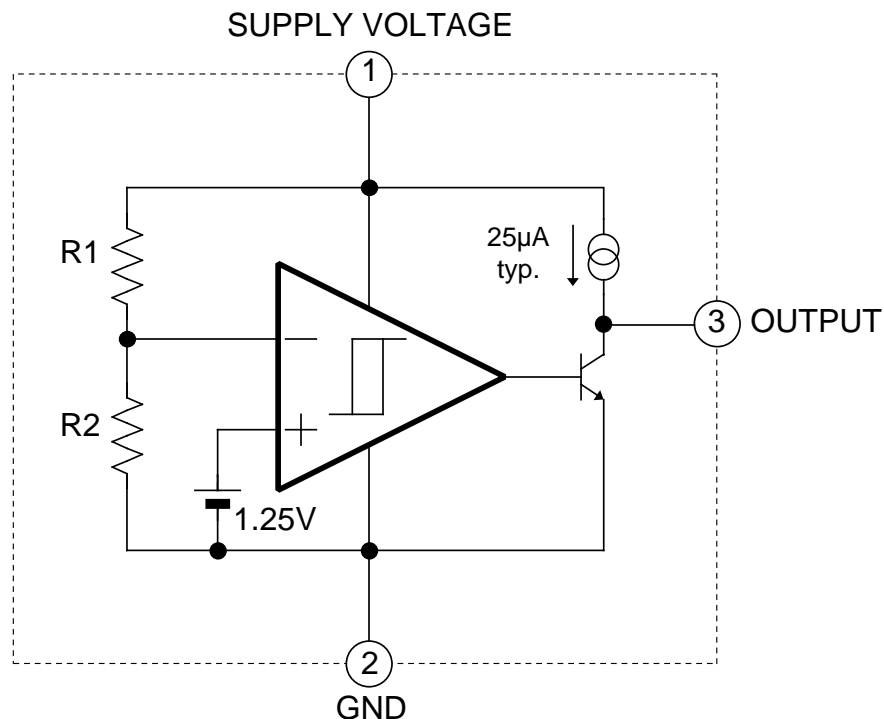 SUPPLY VOLTAGE
1
R1
25µA
typ.
3 OUTPUT
R2
1.25V
2
GND